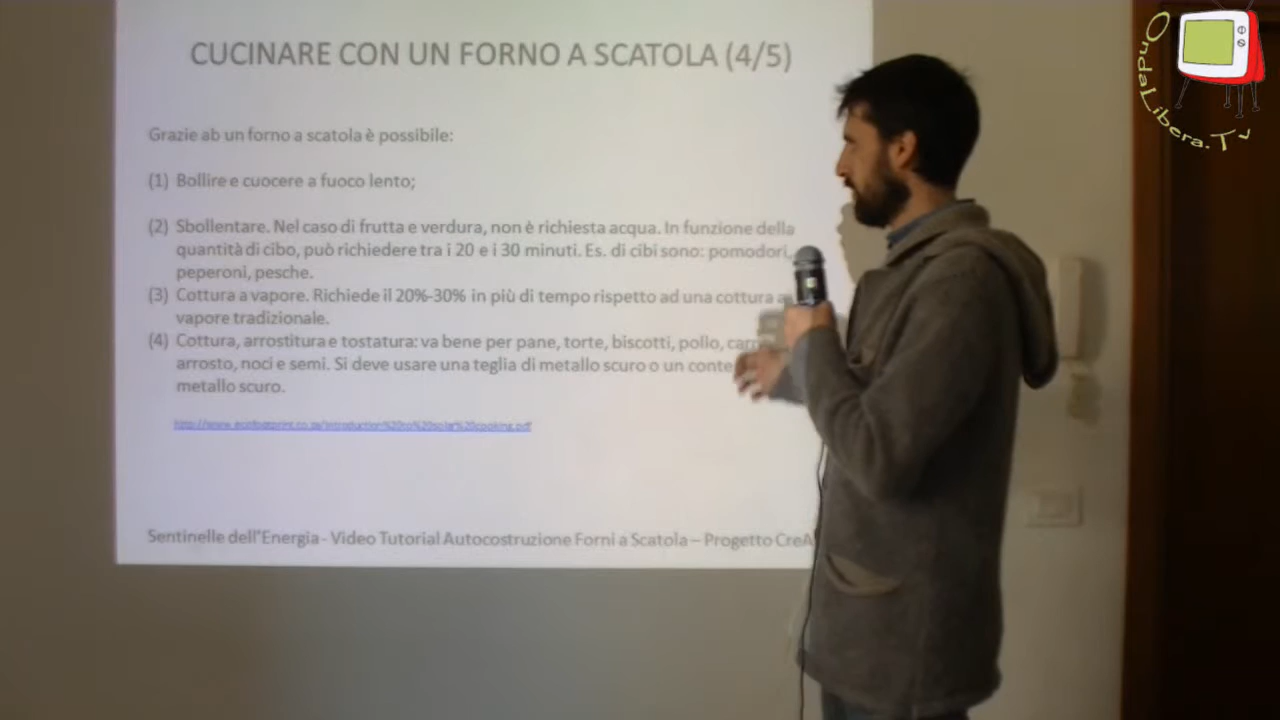 CUCINARE CON UN FORNO A SCATOLA (4/5)
Grazie ab un forno a scatola è possibile:
(1) Bollire e cuocere a fuoco lento;
(2) Sbollentare. Nel caso di frutta e verdura, non è richiesta acqua. In funzione della
quantità di cibo, può richiedere tra i 20 e i 30 minuti. Es. di cibi sono: pomodori,
peperoni, pesche.
(3) Cottura a vapore. Richiede il 20%-30% in più di tempo rispetto ad una cottura a
vapore tradizionale.
(4) Cottura, arrostitura e tostatura: va bene per pane, torte, biscotti, pollo,
arrosto, noci e semi. Si deve usare una teglia di metallo scuro o un
metallo scuro.
Sentinelle dell'Energia - Video Tutorial Autocostruzione Forni a Scatola – Progetto
OndaLibera.Tv